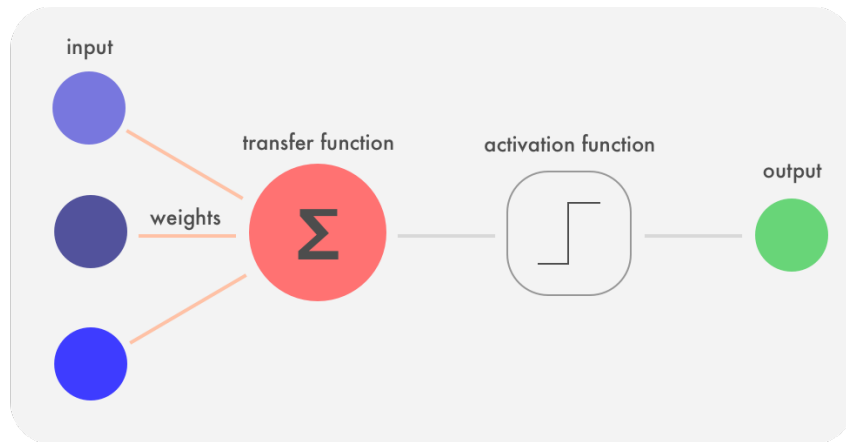 input
transfer function
activation function
output
weights
Σ